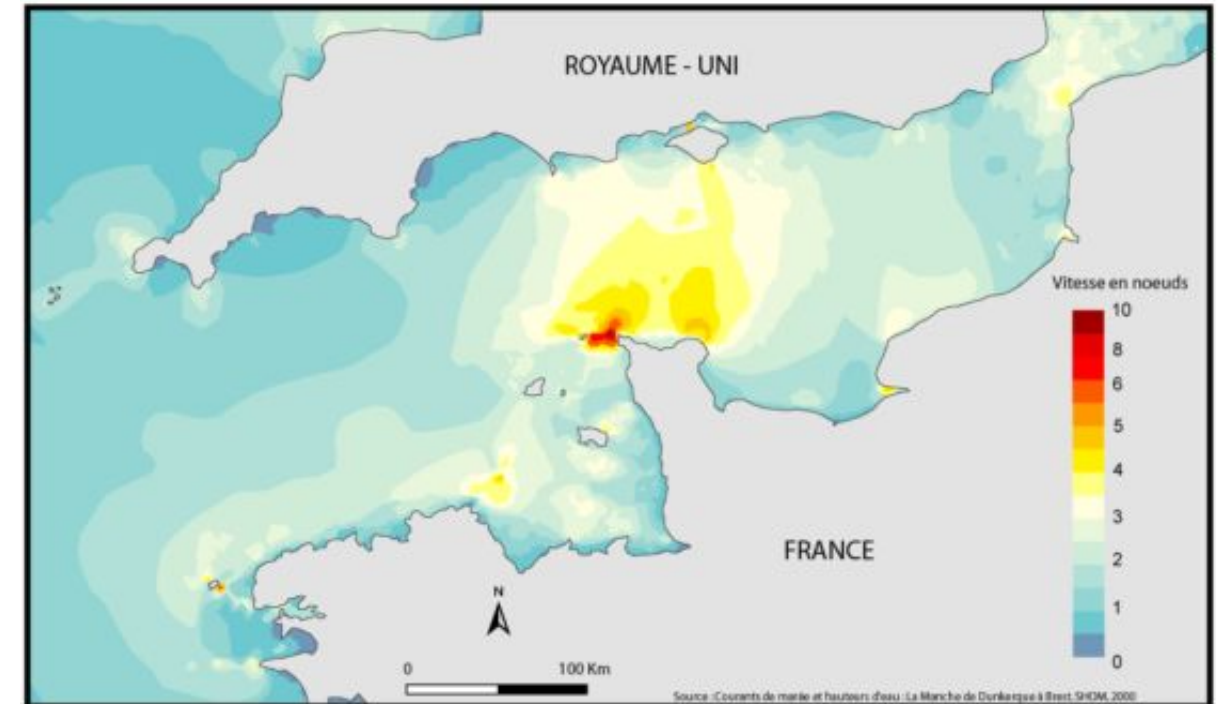 ROYAUME - UNI
Vitesse en noeuds
10
8
6
5
4
3
2
1
0
FRANCE
N
0 100 Km
Source : Courants de marée et hauteurs d'eau : La Manche de Dunkerque à Brest. SHOM, 2000